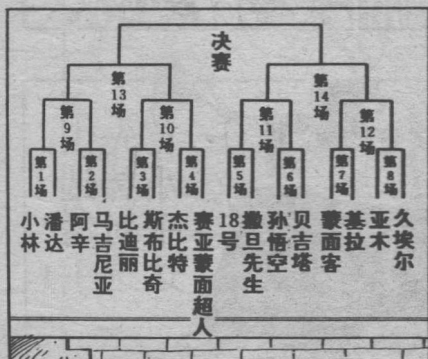 决赛
第13场
第14场
第9场
第10场
第11场
第12场
第1场
第2场
第3场
第4场
第5场
第6场
第7场
第8场
小林
潘达
阿辛
马吉尼亚
比迪丽
斯布比奇
杰比特
赛亚蒙面超人
18号
撒旦先生
孙悟空
贝吉塔
蒙面客
基拉
亚木
久埃尔